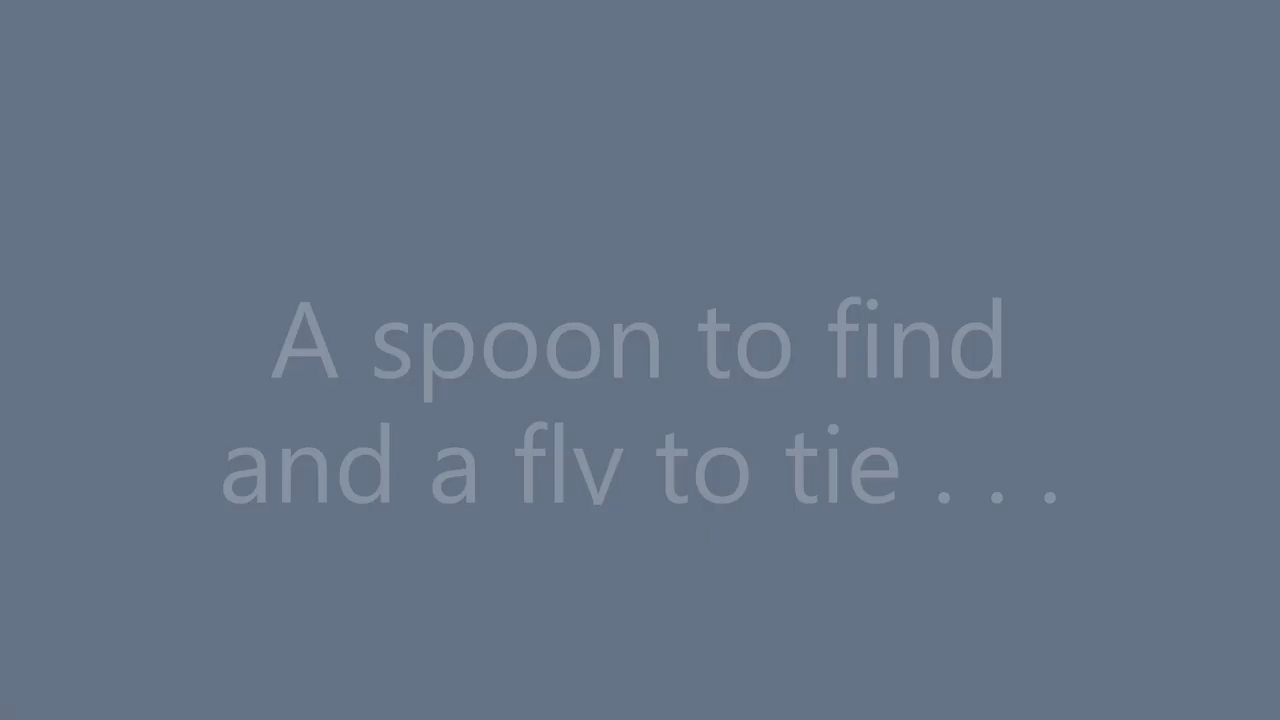 A spoon to find
and a fly to tie . . .